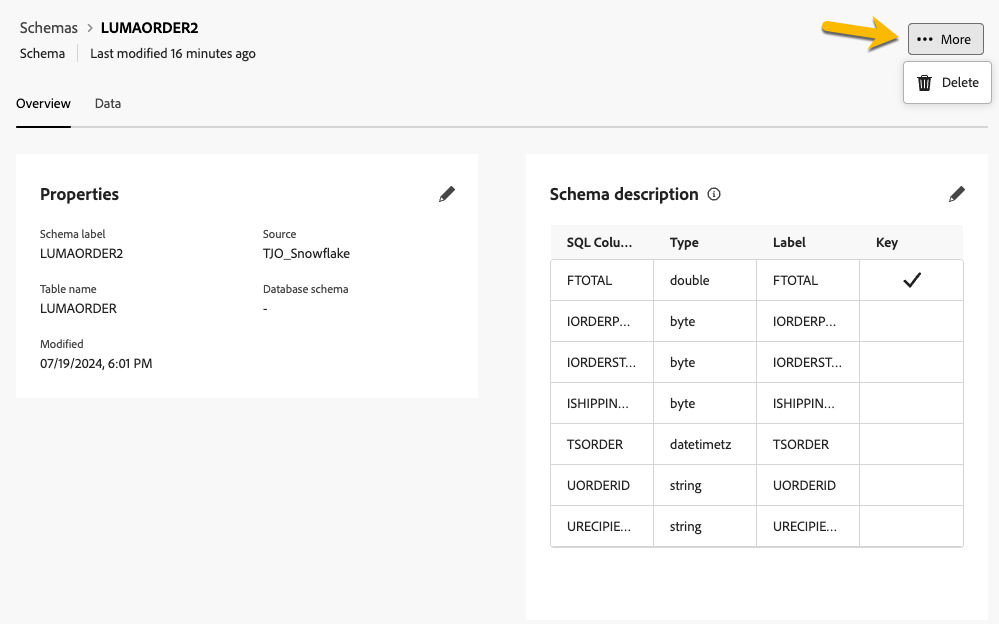 Schemas > LUMAORDER2
Schema Last modified 16 minutes ago
More
Delete
Overview Data
Properties
Schema label Source
LUMAORDER2 TJO_Snowflake
Table name Database schema
LUMAORDER -
Modified
07/19/2024, 6:01 PM
Schema description
SQL Colu... Type Label Key
FTOTAL double FTOTAL
IORDERP... byte IORDERP...
IORDERST... byte IORDERST...
ISHIPPIN... byte ISHIPPIN...
TSORDER datetimetz TSORDER
UORDERID string UORDERID
URECIPIE... string URECIPIE...